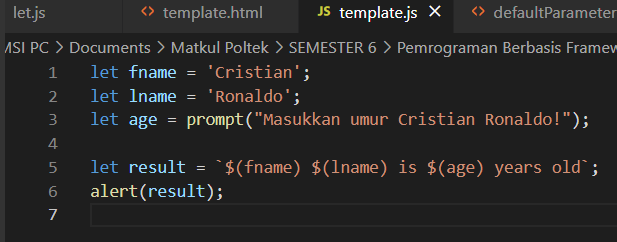 let.js template.html JS template.js × defaultParameter
MSI PC > Documents > Matkul Poltek > SEMESTER 6 > Pemrograman Berbasis Framew
1 let fname = 'Cristian';
2 let lname = 'Ronaldo';
3 let age = prompt("Masukkan umur Cristian Ronaldo!");
4
5 let result = `$(fname) $(lname) is $(age) years old`;
6 alert(result);
7